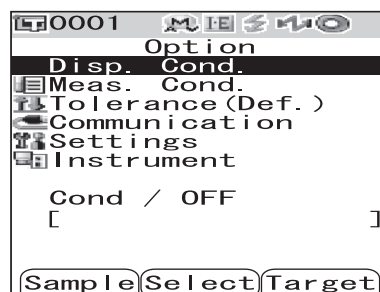 0001 M I+E
Option
Disp. Cond.
Meas. Cond.
Tolerance(Def.)
Communication
Settings
Instrument
Cond / OFF
[ ]
Sample Select Target